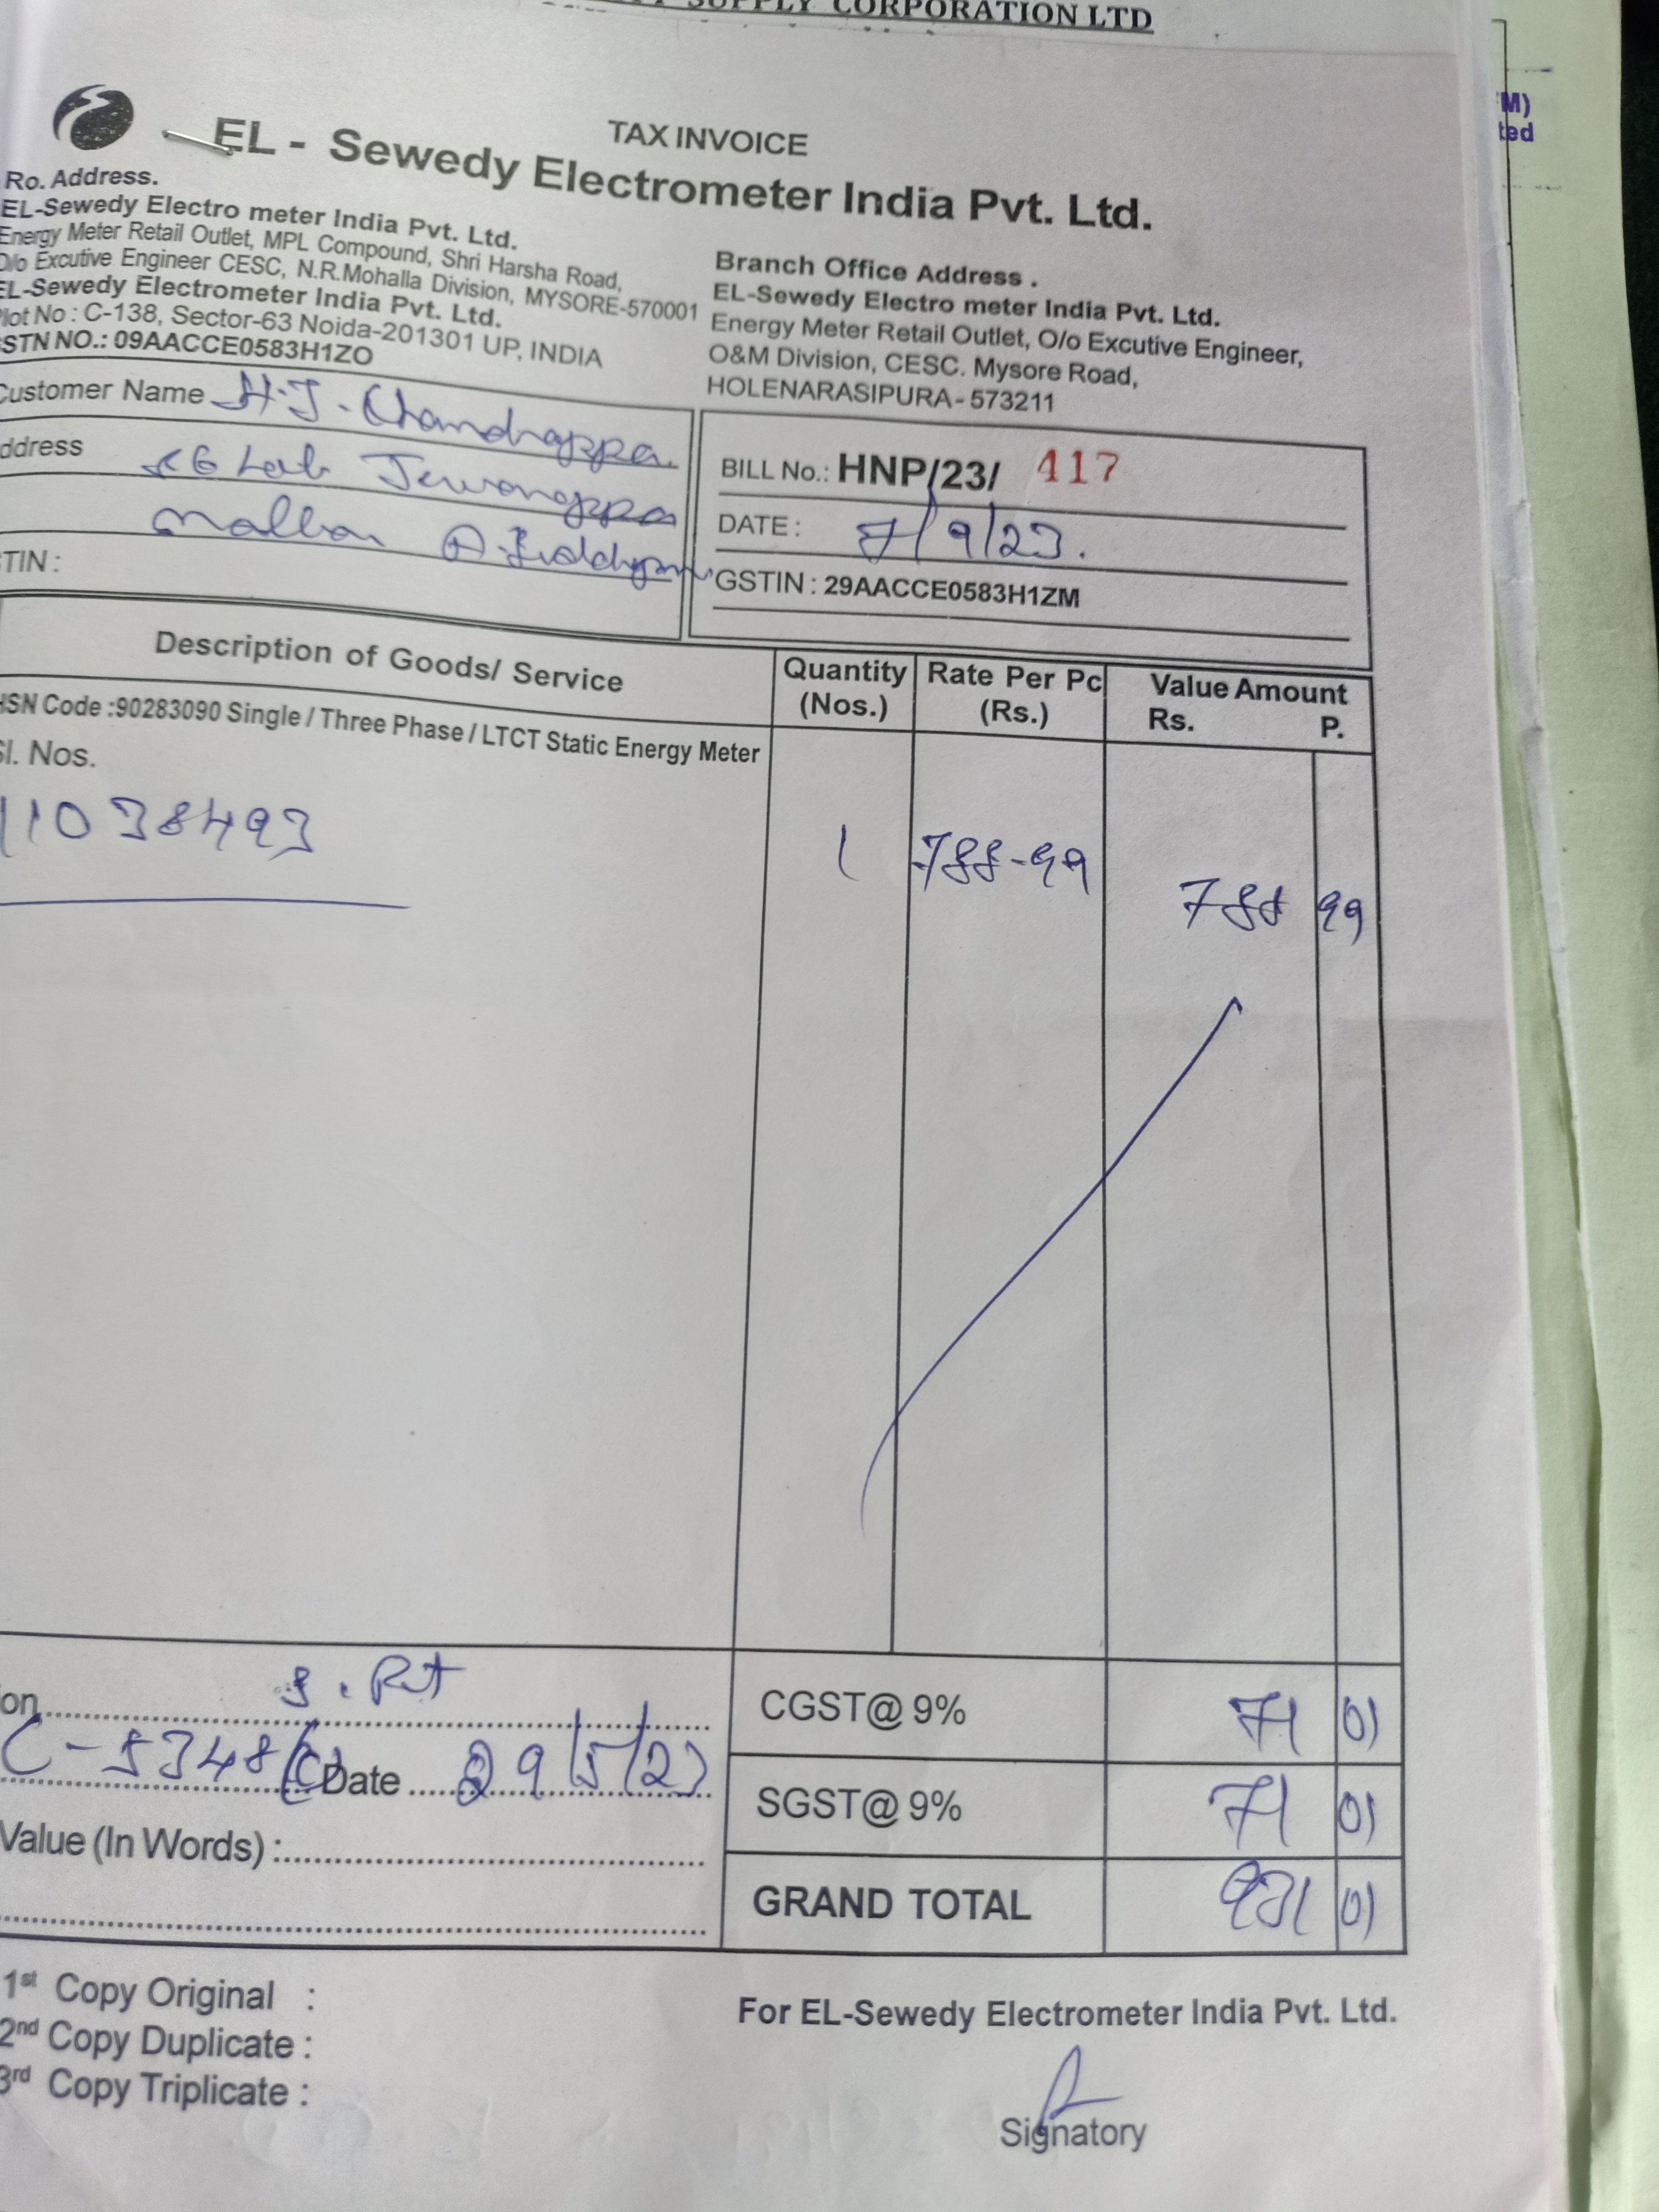 SUPPLY CORPORATION LTD
TAX INVOICE
EL - Sewedy Electrometer India Pvt. Ltd.
Ro. Address.
EL-Sewedy Electro meter India Pvt. Ltd.
Energy Meter Retail Outlet, MPL Compound, Shri Harsha Road,
O/o Excutive Engineer CESC, N.R.Mohalla Division, MYSORE-570001
EL-Sewedy Electrometer India Pvt. Ltd.
Plot No : C-138, Sector-63 Noida-201301 UP, INDIA
GSTN NO.: 09AACCE0583H1ZO
Branch Office Address .
EL-Sewedy Electro meter India Pvt. Ltd.
Energy Meter Retail Outlet, O/o Excutive Engineer,
O&M Division, CESC. Mysore Road,
HOLENARASIPURA- 573211
Customer Name H.J. Chandrappa.
Address
TIN :
BILL No.: HNP/23/ 417
DATE : 7/9/23.
GSTIN : 29AACCE0583H1ZM
Description of Goods/ Service Quantity (Nos.) Rate Per Pc (Rs.) Value Amount Rs. P.
HSN Code :90283090 Single / Three Phase / LTCT Static Energy Meter
Sl. Nos.
11038493 1 788-99 788 99
on
C-5348 Date 29/5/23
CGST@ 9% 71 01
SGST@ 9% 71 01
Value (In Words) :
GRAND TOTAL 931 01
1st Copy Original :
2nd Copy Duplicate :
3rd Copy Triplicate :
For EL-Sewedy Electrometer India Pvt. Ltd.
Signatory
M)
ted